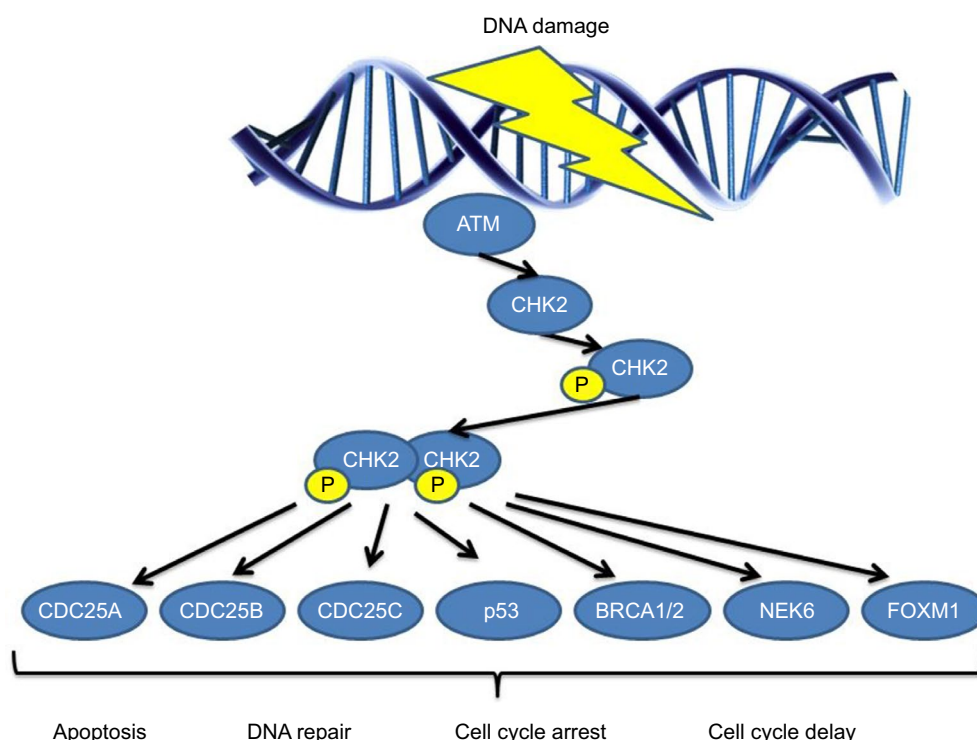 DNA damage
ATM
CHK2
CHK2
P
CHK2 CHK2
P P
CDC25A CDC25B CDC25C p53 BRCA1/2 NEK6 FOXM1
Apoptosis DNA repair Cell cycle arrest Cell cycle delay